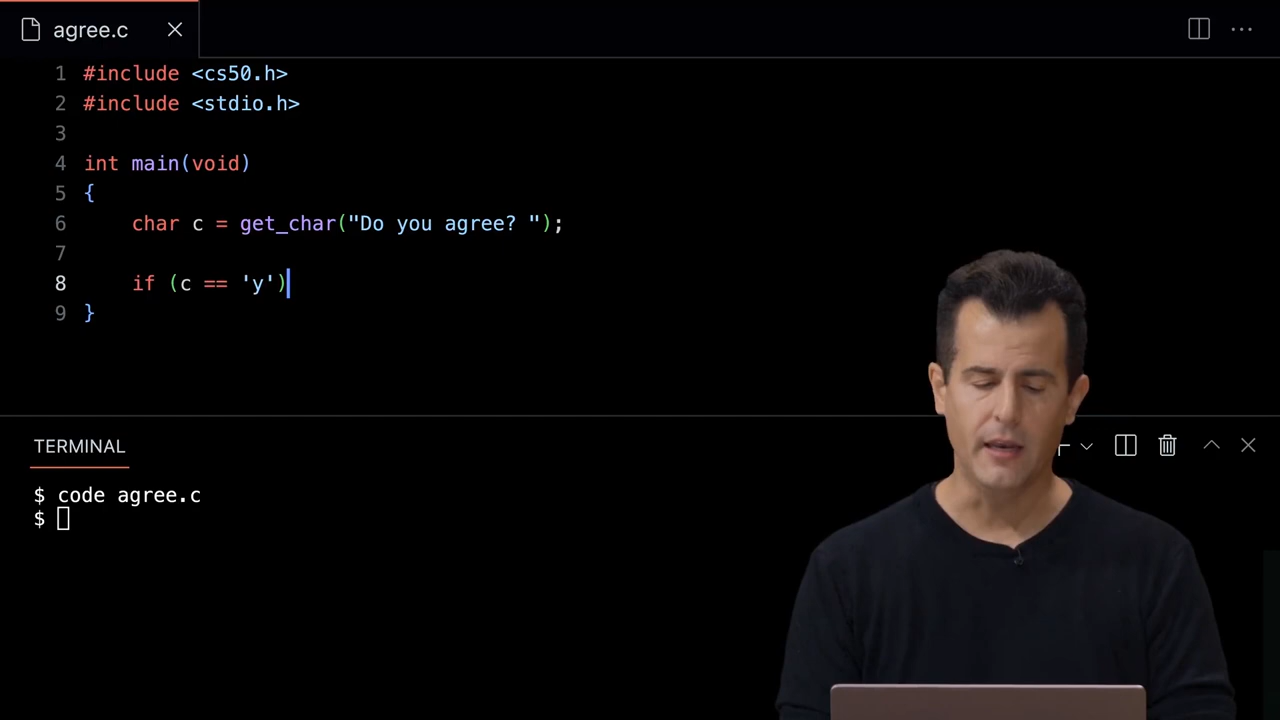 agree.c
1 #include <cs50.h>
2 #include <stdio.h>
3
4 int main(void)
5 {
6 char c = get_char("Do you agree? ");
7
8 if (c == 'y')
9 }
TERMINAL
$ code agree.c
$